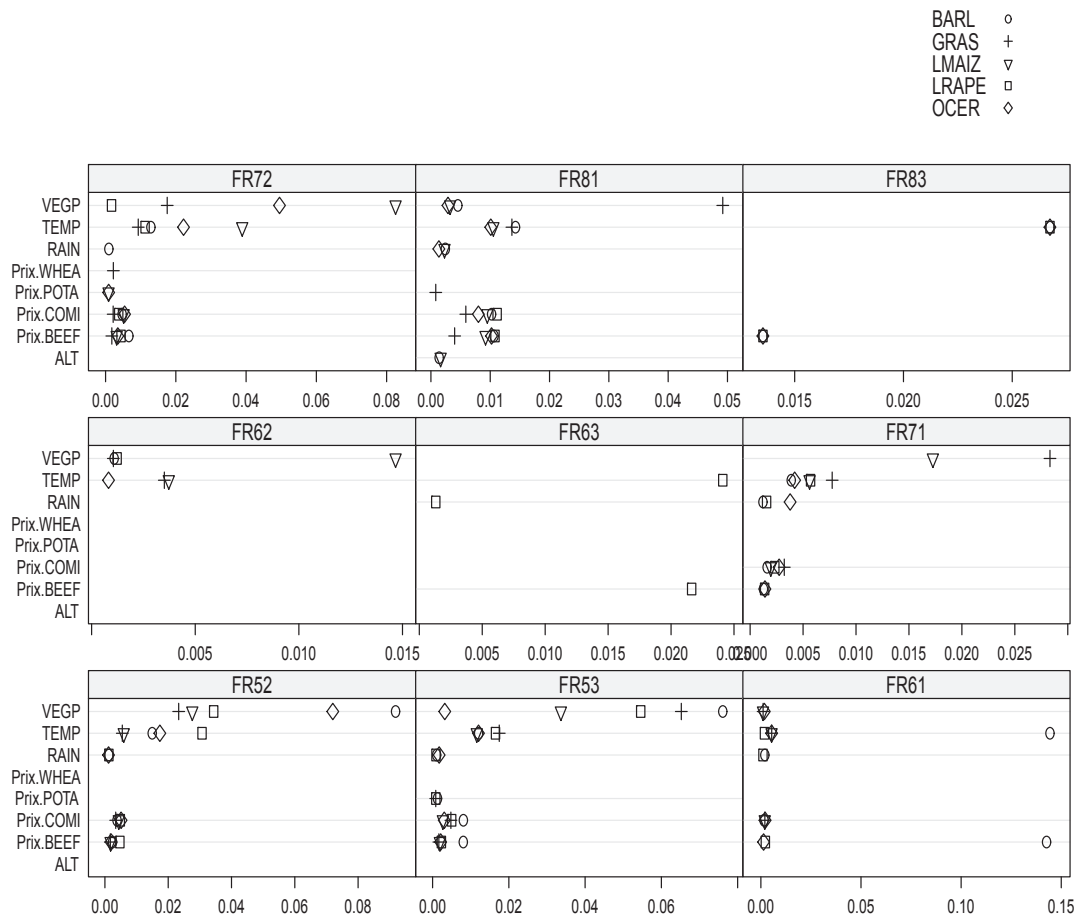 BARL
GRAS
LMAIZ
LRAPE
OCER
FR72 FR81 FR83
VEGP
TEMP
RAIN
Prix.WHEA
Prix.POTA
Prix.COMI
Prix.BEEF
ALT
0.00 0.02 0.04 0.06 0.08 0.00 0.01 0.02 0.03 0.04 0.05 0.015 0.020 0.025
FR62 FR63 FR71
VEGP
TEMP
RAIN
Prix.WHEA
Prix.POTA
Prix.COMI
Prix.BEEF
ALT
0.005 0.010 0.015 0.005 0.010 0.015 0.020 0.005 0.010 0.015 0.020 0.025
FR52 FR53 FR61
VEGP
TEMP
RAIN
Prix.WHEA
Prix.POTA
Prix.COMI
Prix.BEEF
ALT
0.00 0.02 0.04 0.06 0.08 0.00 0.02 0.04 0.06 0.00 0.05 0.10 0.15